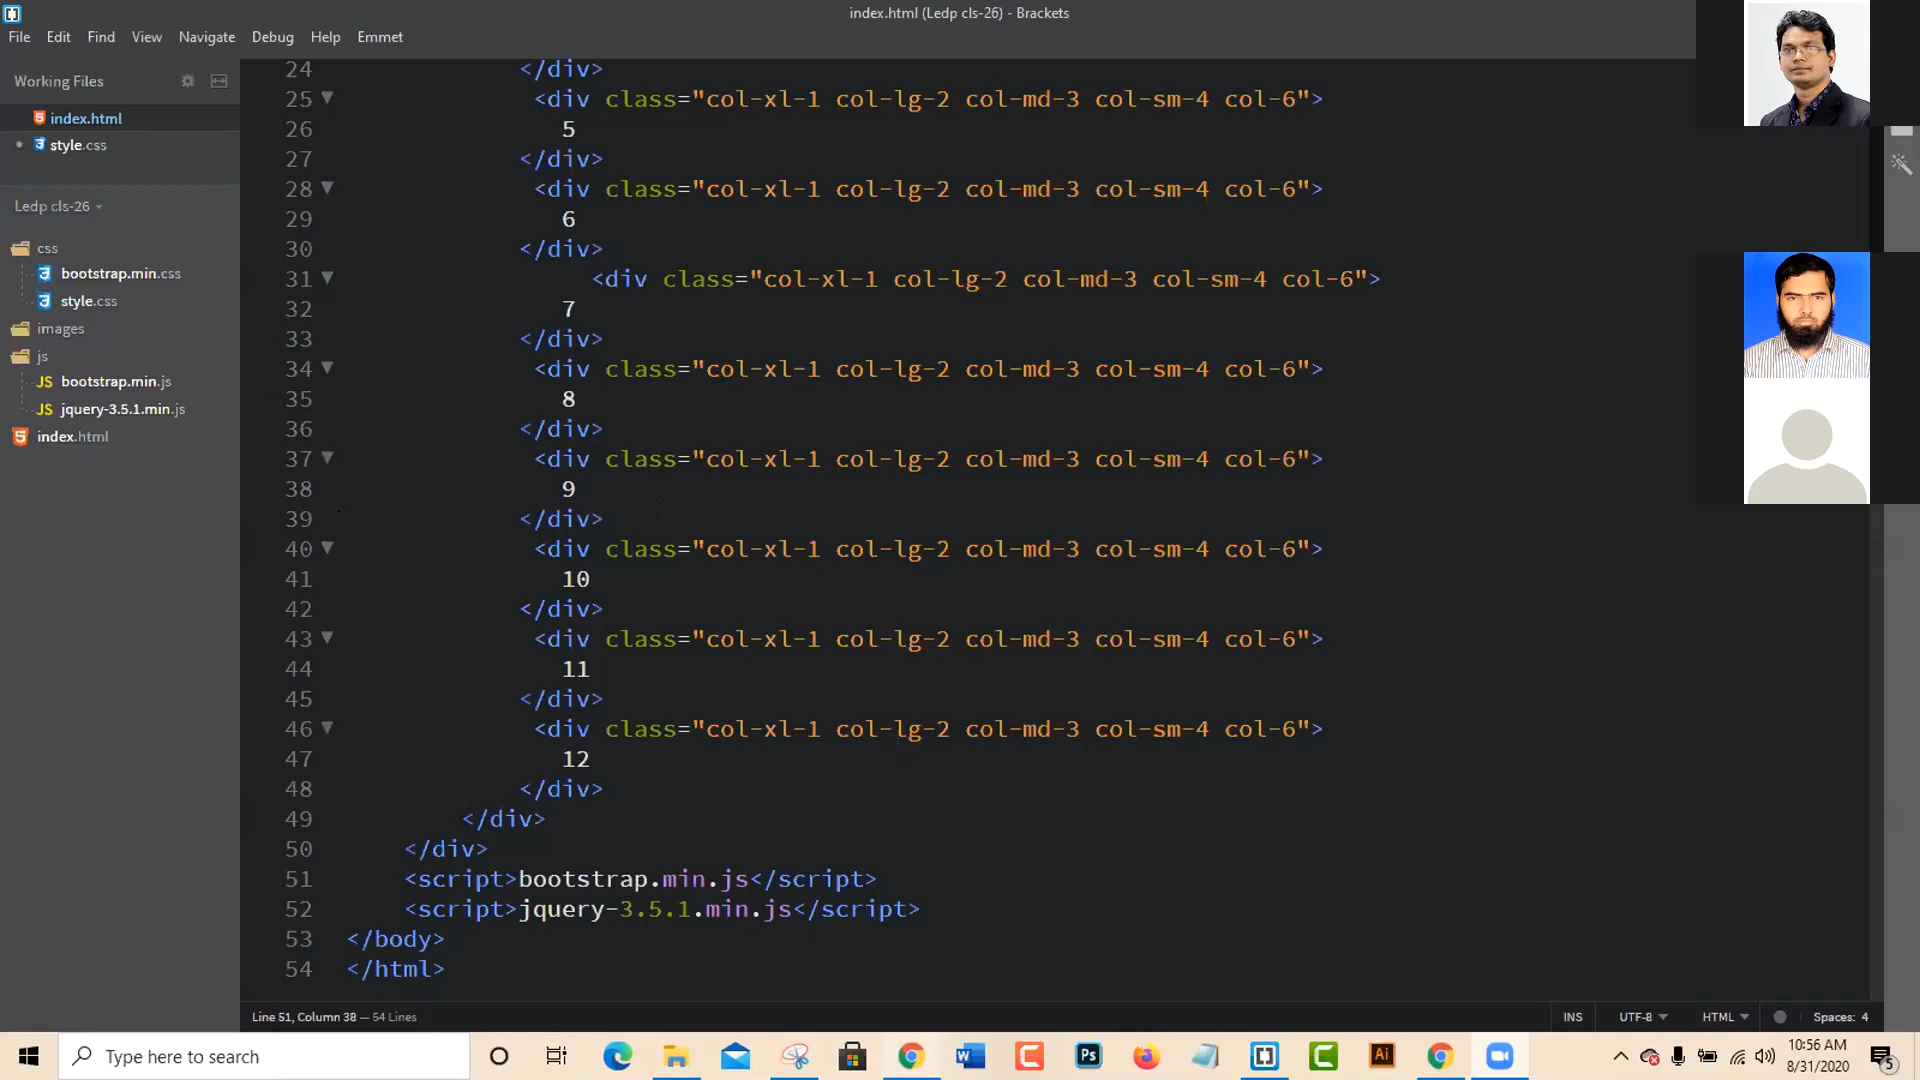 index.html (Ledp cls-26) - Brackets
File Edit Find View Navigate Debug Help Emmet
Working Files
index.html
style.css
Ledp cls-26
css
bootstrap.min.css
style.css
images
js
bootstrap.min.js
jquery-3.5.1.min.js
index.html
24 </div>
25 <div class="col-xl-1 col-lg-2 col-md-3 col-sm-4 col-6">
26 5
27 </div>
28 <div class="col-xl-1 col-lg-2 col-md-3 col-sm-4 col-6">
29 6
30 </div>
31 <div class="col-xl-1 col-lg-2 col-md-3 col-sm-4 col-6">
32 7
33 </div>
34 <div class="col-xl-1 col-lg-2 col-md-3 col-sm-4 col-6">
35 8
36 </div>
37 <div class="col-xl-1 col-lg-2 col-md-3 col-sm-4 col-6">
38 9
39 </div>
40 <div class="col-xl-1 col-lg-2 col-md-3 col-sm-4 col-6">
41 10
42 </div>
43 <div class="col-xl-1 col-lg-2 col-md-3 col-sm-4 col-6">
44 11
45 </div>
46 <div class="col-xl-1 col-lg-2 col-md-3 col-sm-4 col-6">
47 12
48 </div>
49 </div>
50 </div>
51 <script>bootstrap.min.js</script>
52 <script>jquery-3.5.1.min.js</script>
53 </body>
54 </html>
Line 51, Column 38 — 54 Lines
INS UTF-8 HTML Spaces: 4
Type here to search
10:56 AM
8/31/2020
5